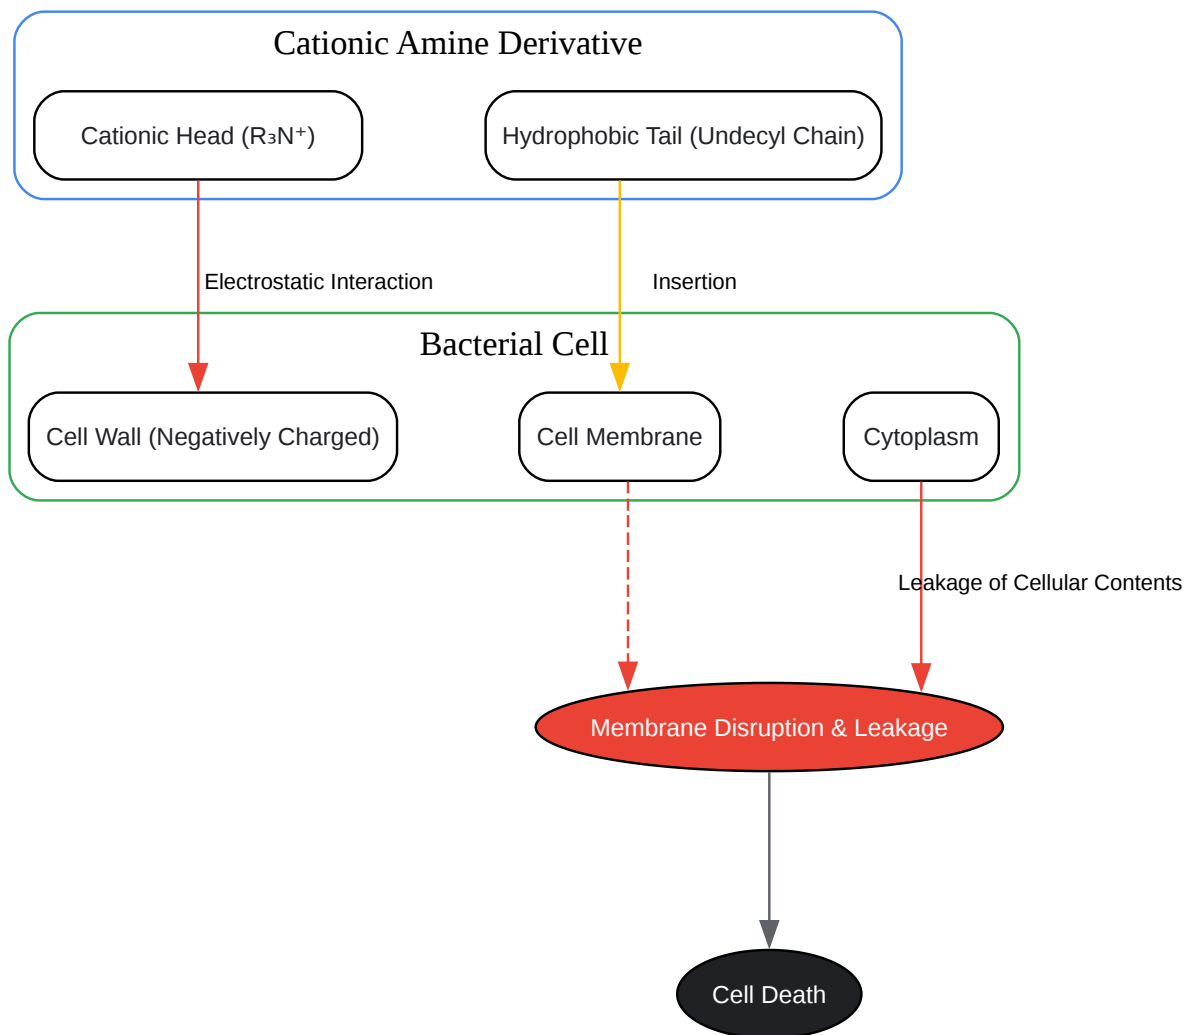 Cationic Amine Derivative
Cationic Head (R₃N⁺)
Hydrophobic Tail (Undecyl Chain)
Electrostatic Interaction
Insertion
Bacterial Cell
Cell Wall (Negatively Charged)
Cell Membrane
Cytoplasm
Leakage of Cellular Contents
Membrane Disruption & Leakage
Cell Death